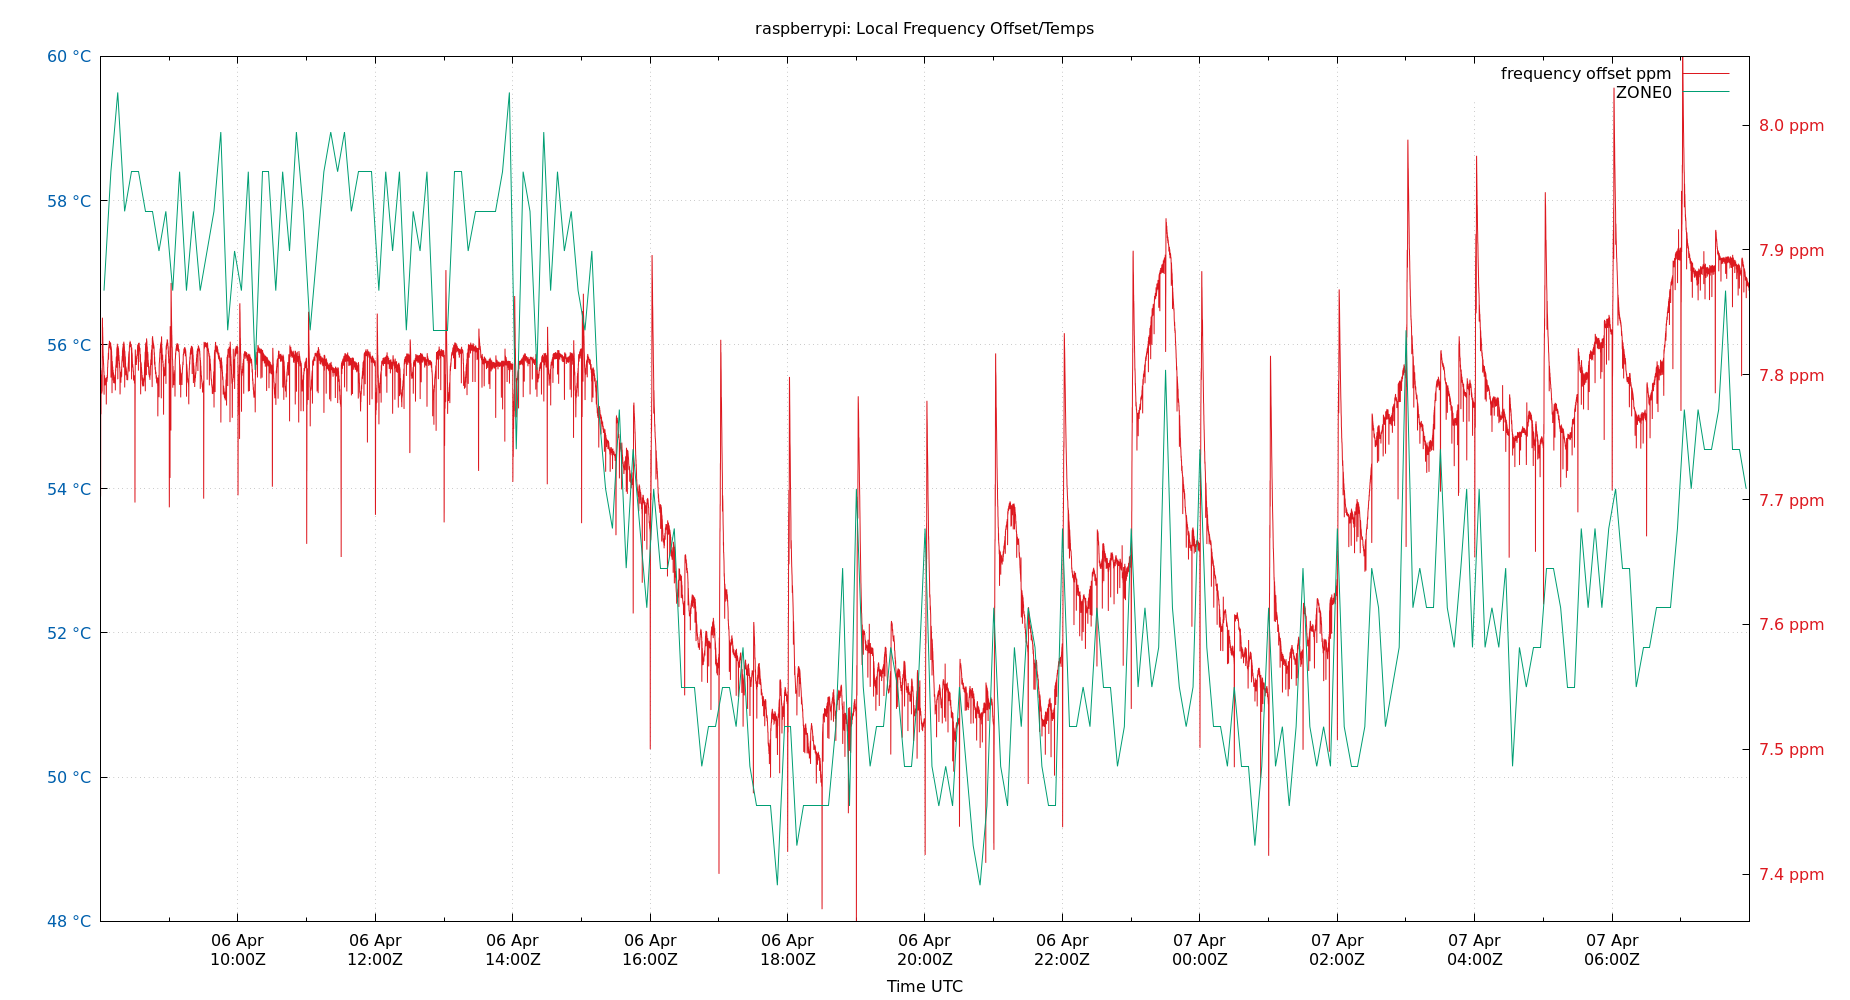 raspberrypi: Local Frequency Offset/Temps
frequency offset ppm
ZONE0
60 °C
58 °C
56 °C
54 °C
52 °C
50 °C
48 °C
8.0 ppm
7.9 ppm
7.8 ppm
7.7 ppm
7.6 ppm
7.5 ppm
7.4 ppm
06 Apr
10:00Z
06 Apr
12:00Z
06 Apr
14:00Z
06 Apr
16:00Z
06 Apr
18:00Z
06 Apr
20:00Z
06 Apr
22:00Z
07 Apr
00:00Z
07 Apr
02:00Z
07 Apr
04:00Z
07 Apr
06:00Z
Time UTC